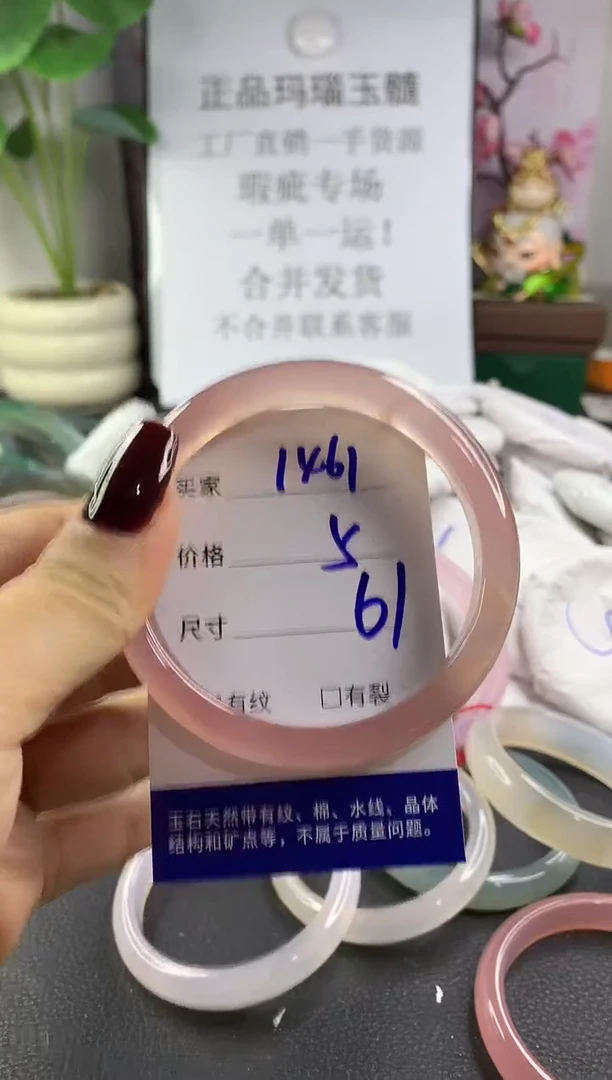 正品玛瑙玉髓
工厂直销一手货源
瑕疵专场
一单一运！
合并发货
不合并联系客服
买家 1461
价格 5
尺寸 61
有纹 □有裂
玉石天然带有纹、棉、水线、晶体
结构和矿点等，不属于质量问题。